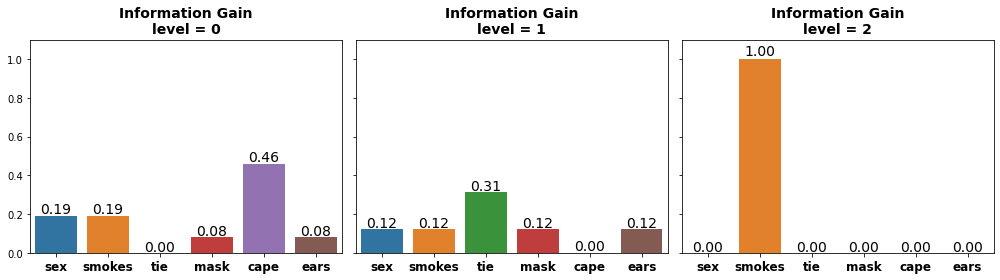 Information Gain
level = 0
Information Gain
level = 1
Information Gain
level = 2
1.0
0.8
0.6
0.4
0.2
0.0
0.19 0.19 0.00 0.08 0.46 0.08
sex smokes tie mask cape ears
0.12 0.12 0.31 0.12 0.00 0.12
sex smokes tie mask cape ears
0.00 1.00 0.00 0.00 0.00 0.00
sex smokes tie mask cape ears